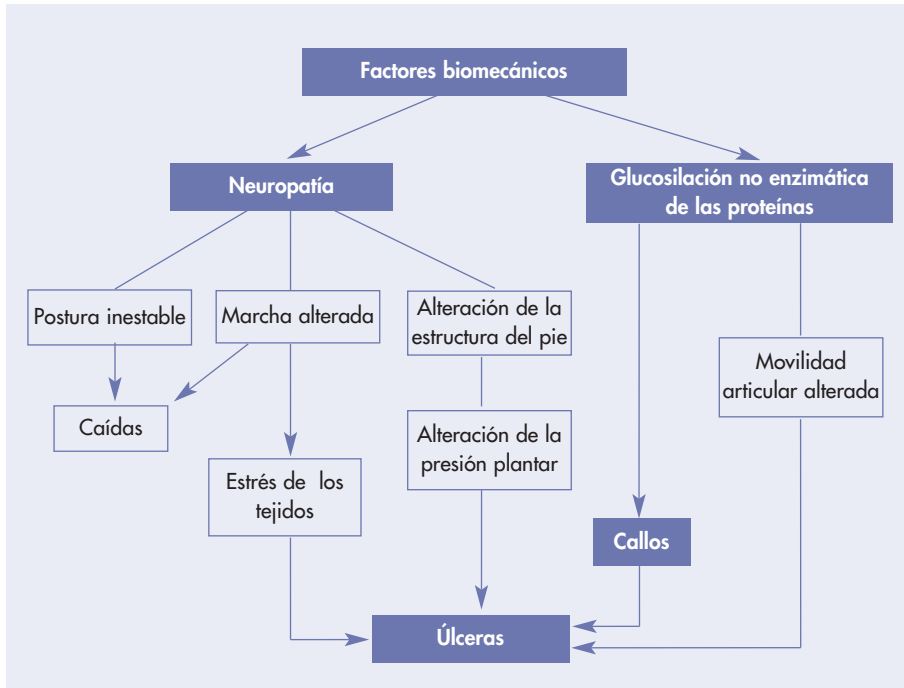 Factores biomecánicos
Neuropatía
Glucosilación no enzimática
de las proteínas
Postura inestable
Marcha alterada
Alteración de la
estructura del pie
Movilidad
articular alterada
Caídas
Alteración de la
presión plantar
Estrés de los
tejidos
Callos
Úlceras